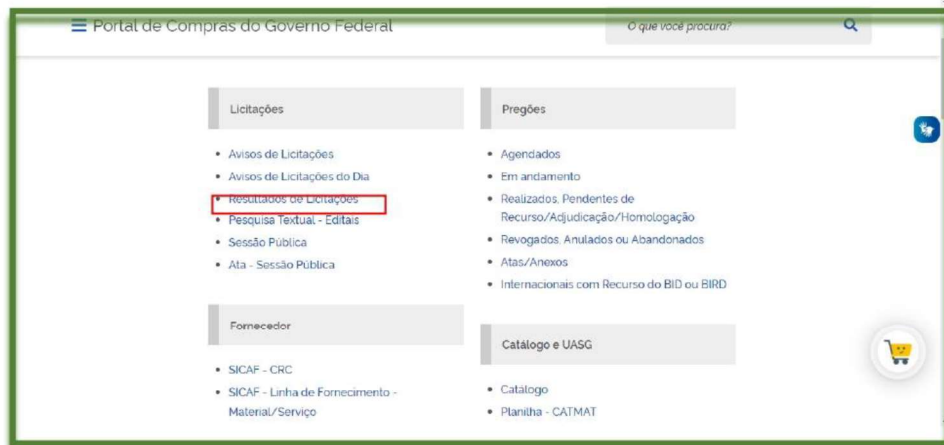 Portal de Compras do Governo Federal
O que você procura?
Licitações
Avisos de Licitações
Avisos de Licitações do Dia
Resultados de Licitações
Pesquisa Textual - Editais
Sessão Pública
Ata - Sessão Pública
Pregões
Agendados
Em andamento
Realizados, Pendentes de
Recurso/Adjudicação/Homologação
Revogados, Anulados ou Abandonados
Atas/Anexos
Internacionais com Recurso do BID ou BIRD
Fornecedor
SICAF - CRC
SICAF - Linha de Fornecimento -
Material/Serviço
Catálogo e UASG
Catálogo
Planilha - CATMAT